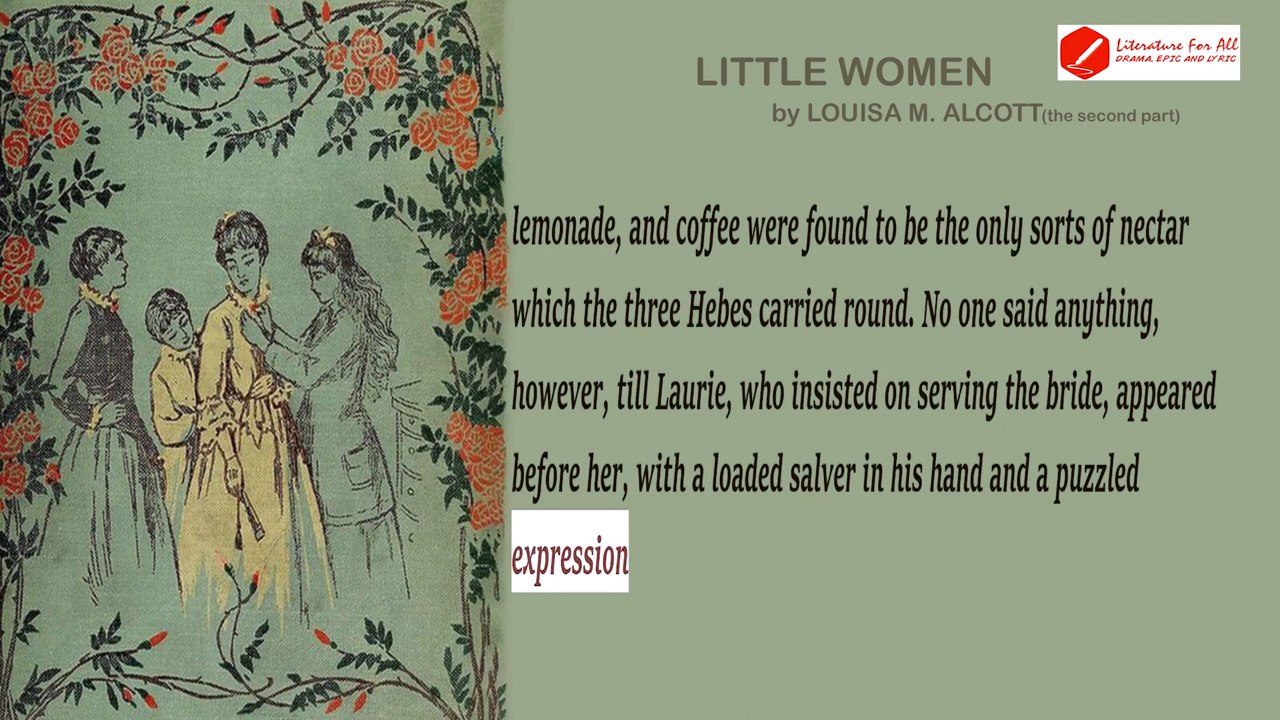 LITTLE WOMEN
by LOUISA M. ALCOTT(the second part)
Literature For All
DRAMA, EPIC AND LYRIC
lemonade, and coffee were found to be the only sorts of nectar
which the three Hebes carried round. No one said anything,
however, till Laurie, who insisted on serving the bride, appeared
before her, with a loaded salver in his hand and a puzzled
expression